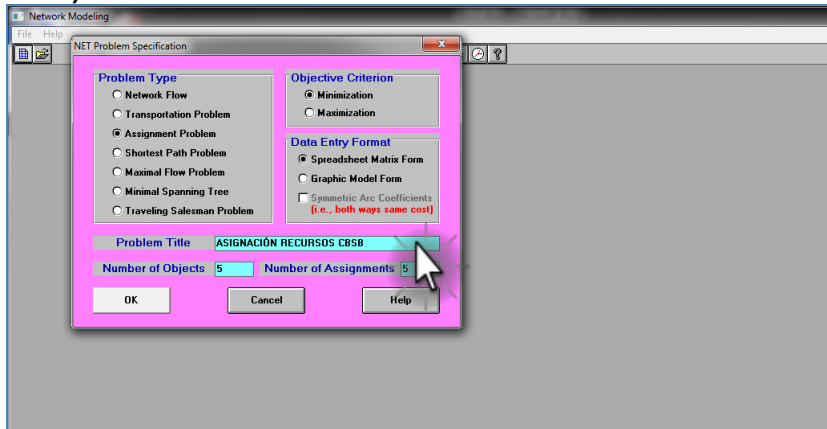 Network Modeling
File Help
NET Problem Specification
Problem Type
Network Flow
Transportation Problem
Assignment Problem
Shortest Path Problem
Maximal Flow Problem
Minimal Spanning Tree
Traveling Salesman Problem
Objective Criterion
Minimization
Maximization
Data Entry Format
Spreadsheet Matrix Form
Graphic Model Form
Symmetric Arc Coefficients
(i.e., both ways same cost)
Problem Title ASIGNACIÓN RECURSOS CBSB
Number of Objects 5 Number of Assignments 5
OK Cancel Help